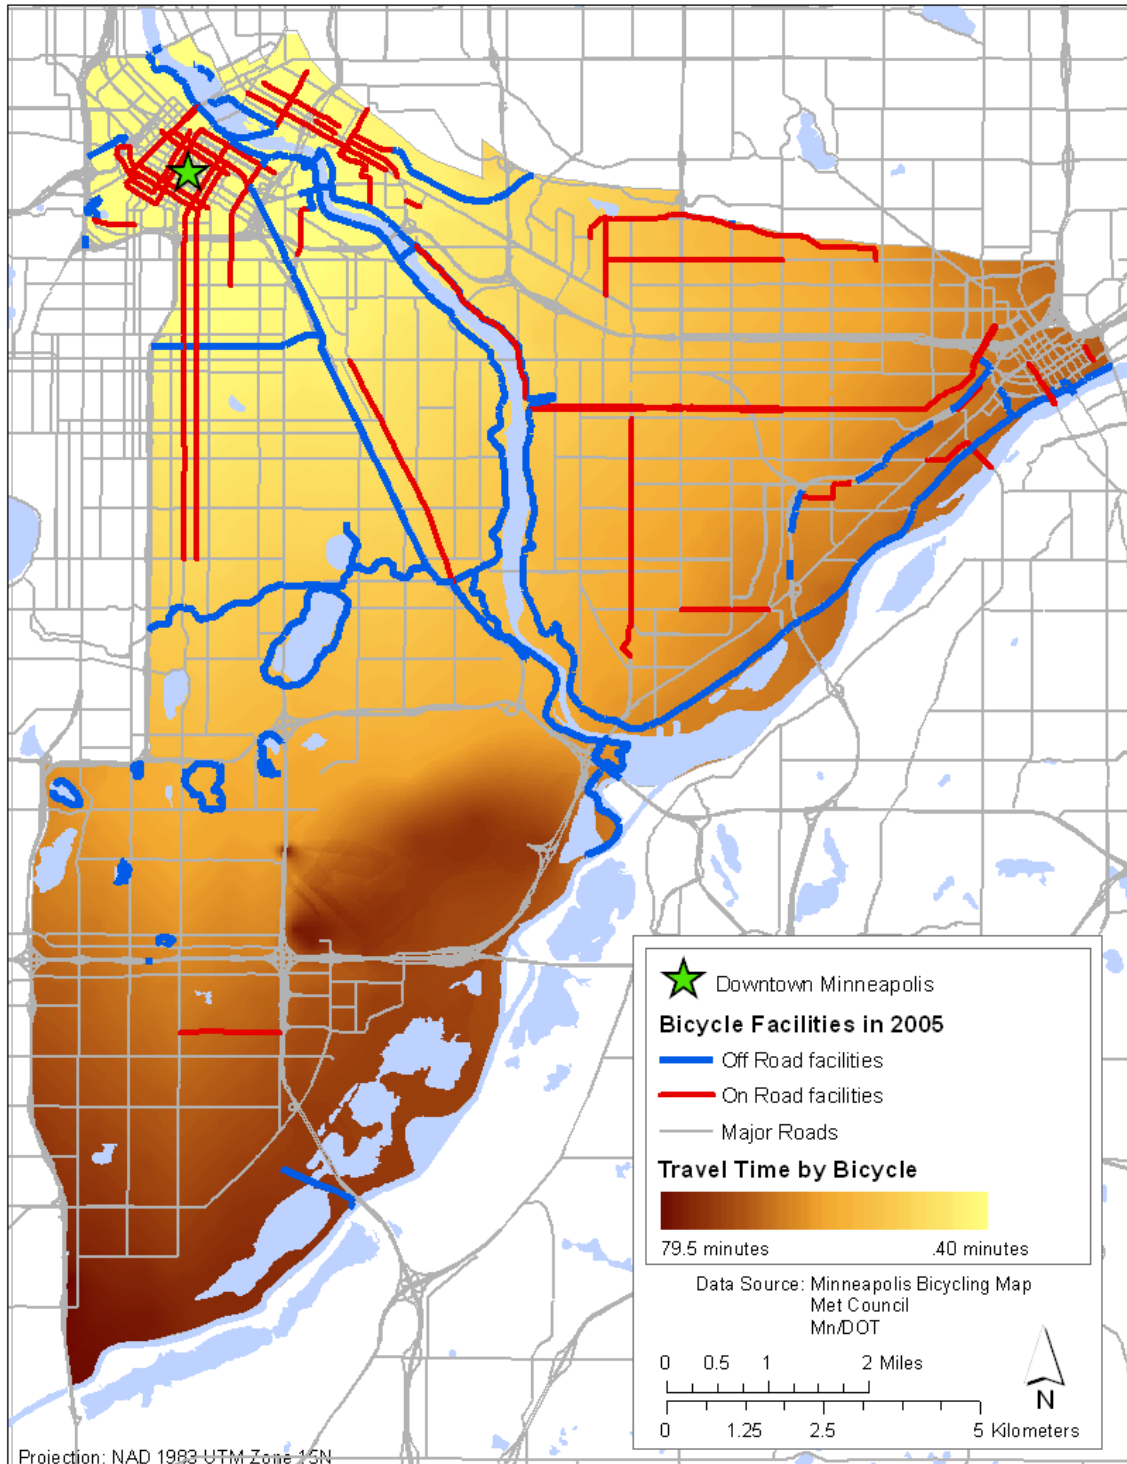 Downtown Minneapolis
Bicycle Facilities in 2005
Off Road facilities
On Road facilities
Major Roads
Travel Time by Bicycle
79.5 minutes .40 minutes
Data Source: Minneapolis Bicycling Map
Met Council
Mn/DOT
0 0.5 1 2 Miles
0 1.25 2.5 5 Kilometers
N
Projection: NAD 1983 UTM Zone 15N